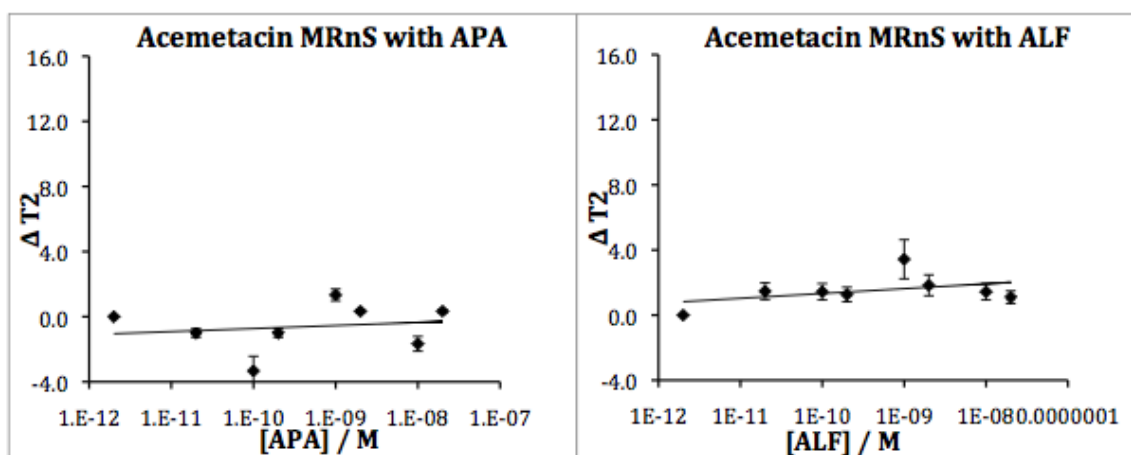 Acemetacin MRnS with APA
16.0
12.0
8.0
4.0
0.0
-4.0
Δ T2
1.E-12 1.E-11 1.E-10 1.E-09 1.E-08 1.E-07
[APA] / M
Acemetacin MRnS with ALF
16.0
12.0
8.0
4.0
0.0
-4.0
Δ T2
1E-12 1E-11 1E-10 1E-09 1E-080.0000001
[ALF] / M